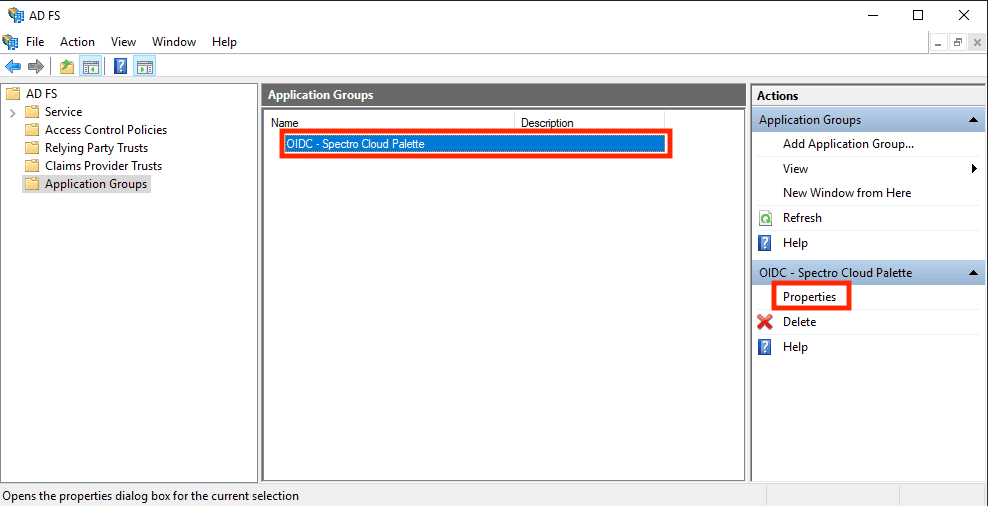 AD FS
File Action View Window Help
AD FS
Service
Access Control Policies
Relying Party Trusts
Claims Provider Trusts
Application Groups
Application Groups
Name Description
OIDC - Spectro Cloud Palette
Actions
Application Groups
Add Application Group...
View
New Window from Here
Refresh
Help
OIDC - Spectro Cloud Palette
Properties
Delete
Help
Opens the properties dialog box for the current selection